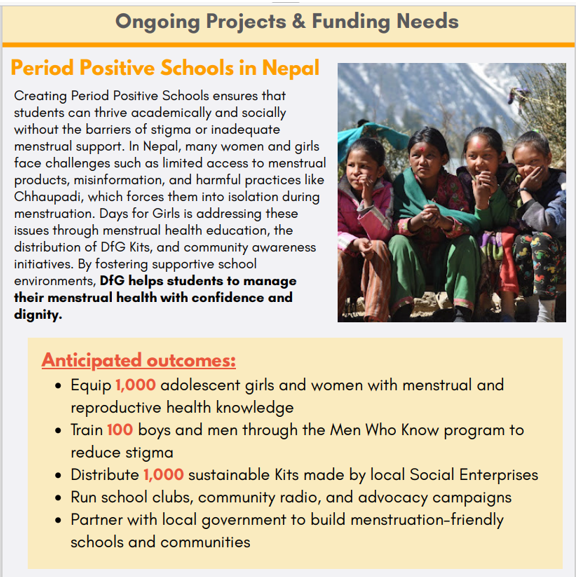 Ongoing Projects & Funding Needs
Period Positive Schools in Nepal
Creating Period Positive Schools ensures that
students can thrive academically and socially
without the barriers of stigma or inadequate
menstrual support. In Nepal, many women and girls
face challenges such as limited access to menstrual
products, misinformation, and harmful practices like
Chhaupadi, which forces them into isolation during
menstruation. Days for Girls is addressing these
issues through menstrual health education, the
distribution of DfG Kits, and community awareness
initiatives. By fostering supportive school
environments, DfG helps students to manage
their menstrual health with confidence and
dignity.
Anticipated outcomes:
• Equip 1,000 adolescent girls and women with menstrual and
reproductive health knowledge
• Train 100 boys and men through the Men Who Know program to
reduce stigma
• Distribute 1,000 sustainable Kits made by local Social Enterprises
• Run school clubs, community radio, and advocacy campaigns
• Partner with local government to build menstruation-friendly
schools and communities